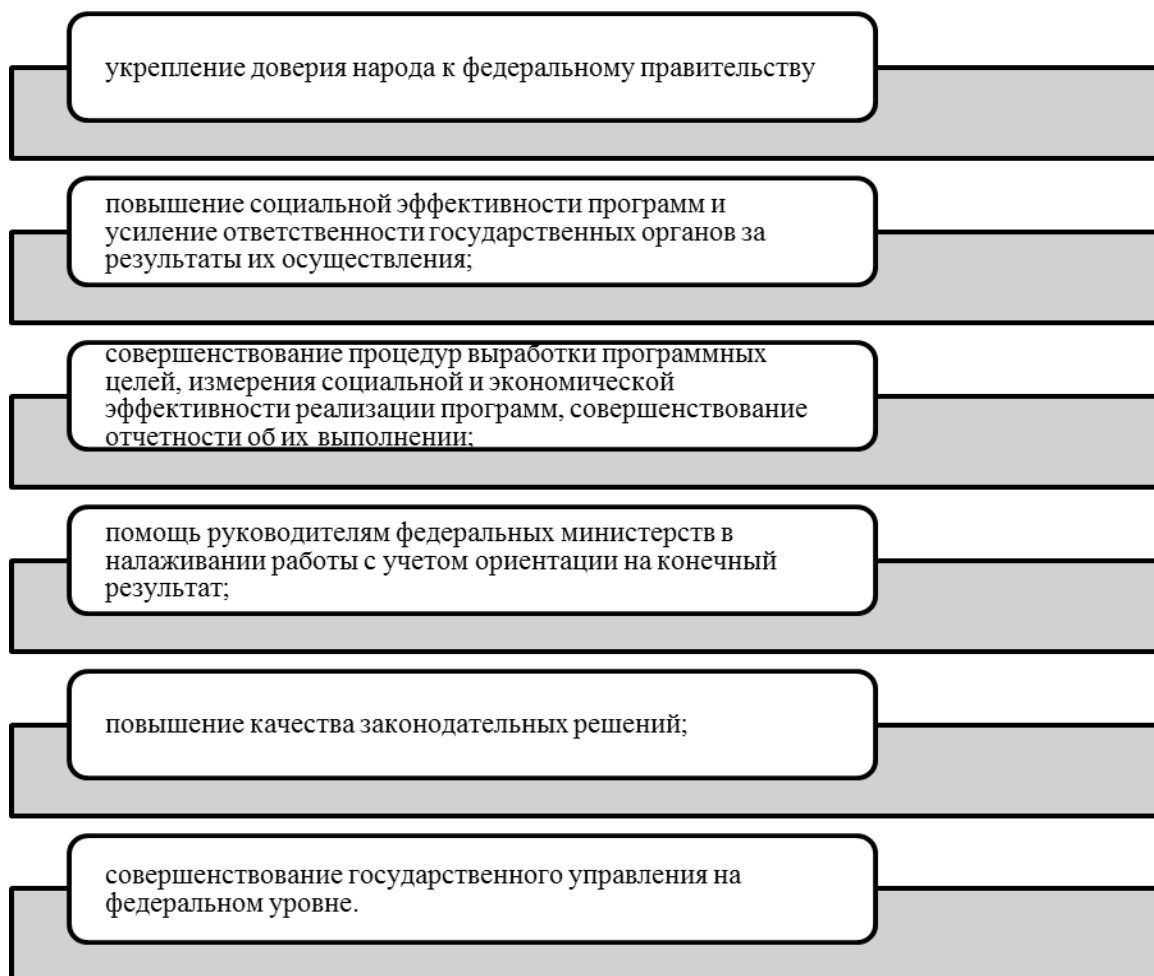 укрепление доверия народа к федеральному правительству
повышение социальной эффективности программ и
усиление ответственности государственных органов за
результаты их осуществления;
совершенствование процедур выработки программных
целей, измерения социальной и экономической
эффективности реализации программ, совершенствование
отчетности об их выполнении;
помощь руководителям федеральных министерств в
налаживании работы с учетом ориентации на конечный
результат;
повышение качества законодательных решений;
совершенствование государственного управления на
федеральном уровне.